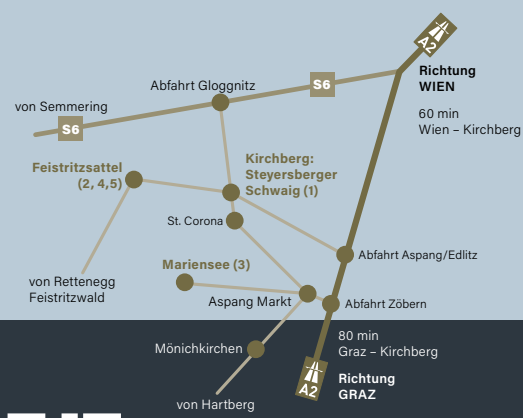 A2
Richtung
WIEN
60 min
Wien – Kirchberg
Abfahrt Gloggnitz
S6
von Semmering
S6
Feistritzsattel
(2, 4,5)
Kirchberg:
Steyersberger
Schwaig (1)
St. Corona
Abfahrt Aspang/Edlitz
Mariensee (3)
von Rettenegg
Feistritzwald
Aspang Markt
Abfahrt Zöbern
80 min
Graz – Kirchberg
Mönichkirchen
Richtung
GRAZ
A2
von Hartberg